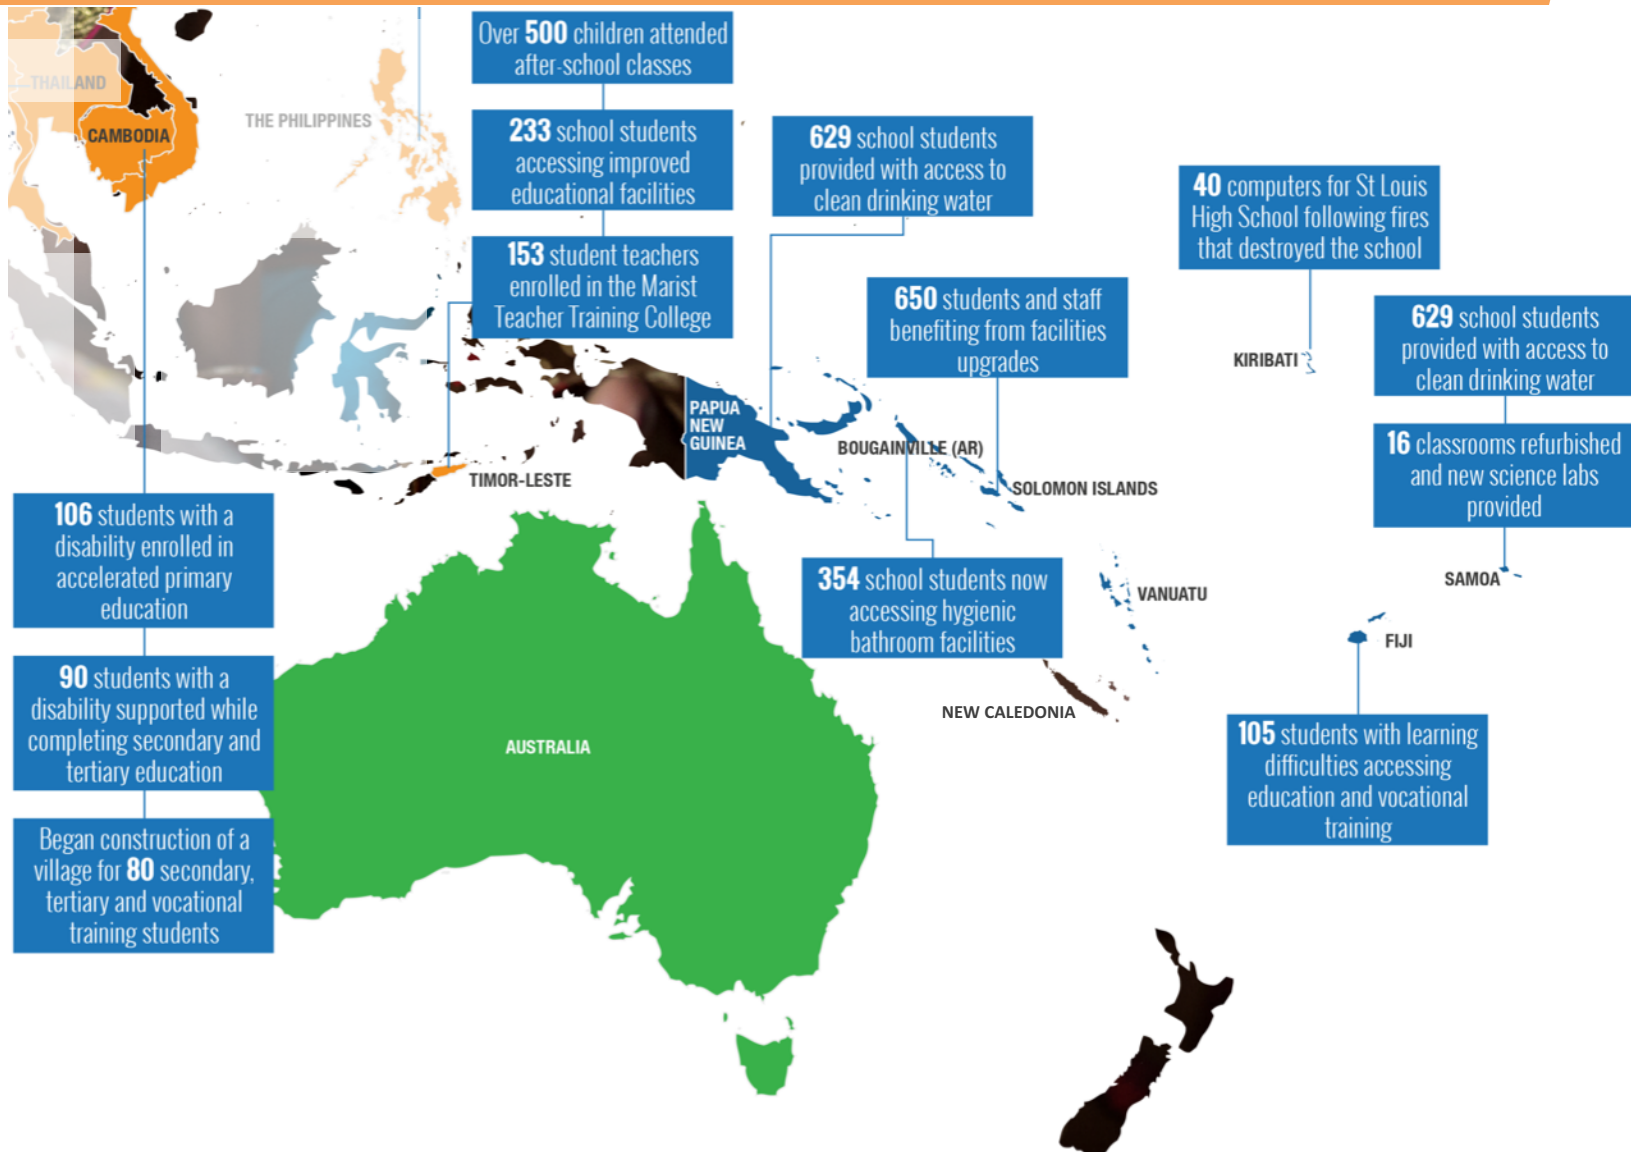 Over 500 children attended
after-school classes
THAILAND
THE PHILIPPINES
CAMBODIA
233 school students
accessing improved
educational facilities
629 school students
provided with access to
clean drinking water
40 computers for St Louis
High School following fires
that destroyed the school
153 student teachers
enrolled in the Marist
Teacher Training College
650 students and staff
benefiting from facilities
upgrades
KIRIBATI
629 school students
provided with access to
clean drinking water
PAPUA
NEW
GUINEA
BOUGAINVILLE (AR)
16 classrooms refurbished
and new science labs
provided
TIMOR-LESTE
SOLOMON ISLANDS
106 students with a
disability enrolled in
accelerated primary
education
354 school students now
accessing hygienic
bathroom facilities
VANUATU
SAMOA
FIJI
90 students with a
disability supported while
completing secondary and
tertiary education
NEW CALEDONIA
AUSTRALIA
105 students with learning
difficulties accessing
education and vocational
training
Began construction of a
village for 80 secondary,
tertiary and vocational
training students